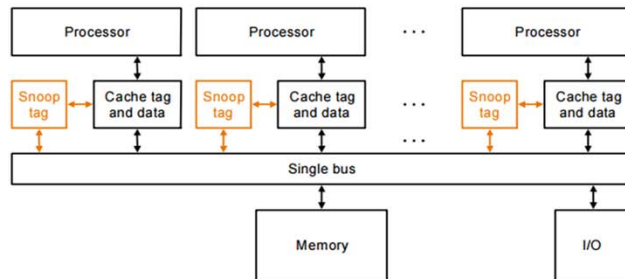 Processor
Processor
. . .
Processor
Snoop
tag
Cache tag
and data
Snoop
tag
Cache tag
and data
. . .
Snoop
tag
Cache tag
and data
. . .
Single bus
Memory
I/O